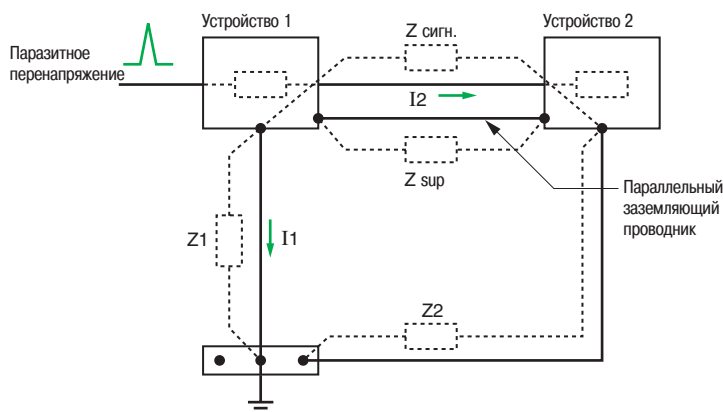 Устройство 1
Устройство 2
Z сигн.
Паразитное
перенапряжение
I2
Z sup
Параллельный
заземляющий
проводник
Z1
I1
Z2